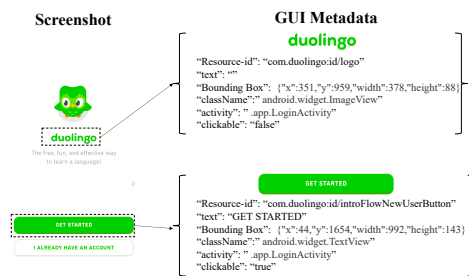 Screenshot
GUI Metadata
duolingo
The free, fun, and effective way
to learn a language!
GET STARTED
I ALREADY HAVE AN ACCOUNT
duolingo
“Resource-id”: “com.duolingo:id/logo”
“text”: “”
“Bounding Box”: {"x":351,"y":959,"width":378,"height":88}
“className”:” android.widget.ImageView”
“activity”: ” .app.LoginActivity”
“clickable”: “false”
GET STARTED
“Resource-id”: “com.duolingo:id/introFlowNewUserButton”
“text”: “GET STARTED”
“Bounding Box”: {"x":44,"y":1654,"width":992,"height":143}
“className”:” android.widget.TextView”
“activity”: ” .app.LoginActivity”
“clickable”: “true”